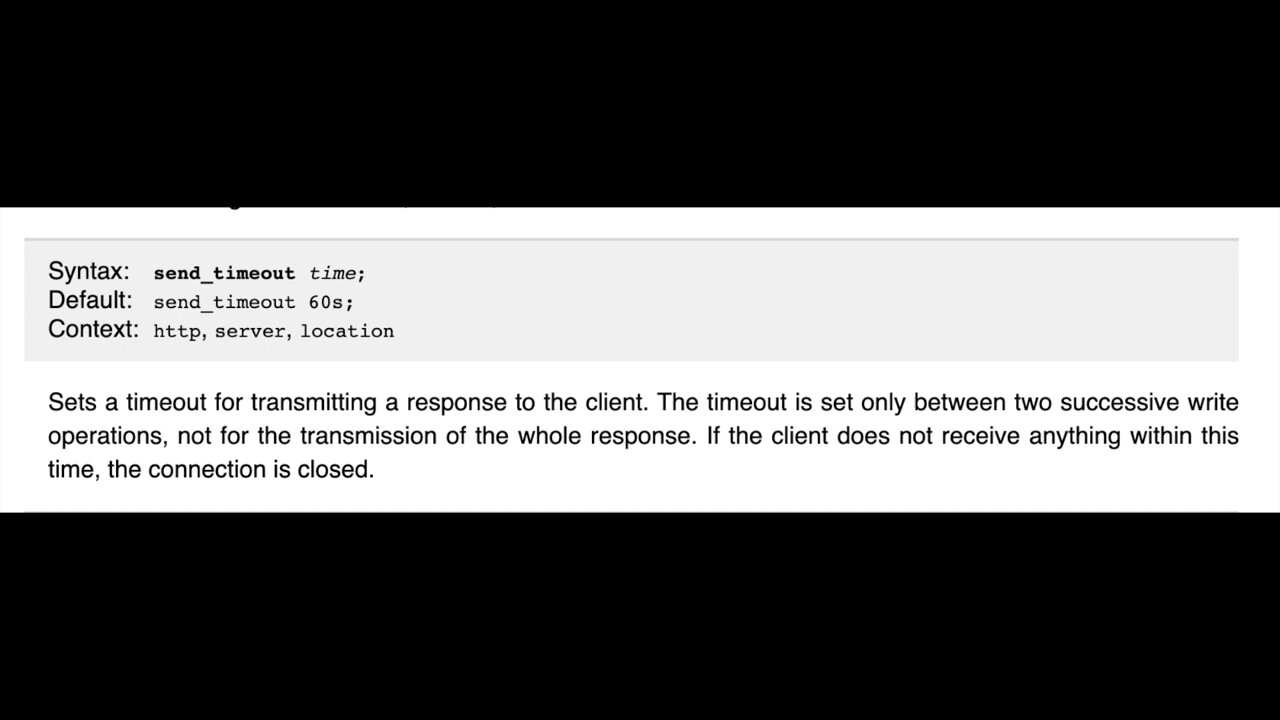 Syntax: send_timeout time;
Default: send_timeout 60s;
Context: http, server, location
Sets a timeout for transmitting a response to the client. The timeout is set only between two successive write
operations, not for the transmission of the whole response. If the client does not receive anything within this
time, the connection is closed.